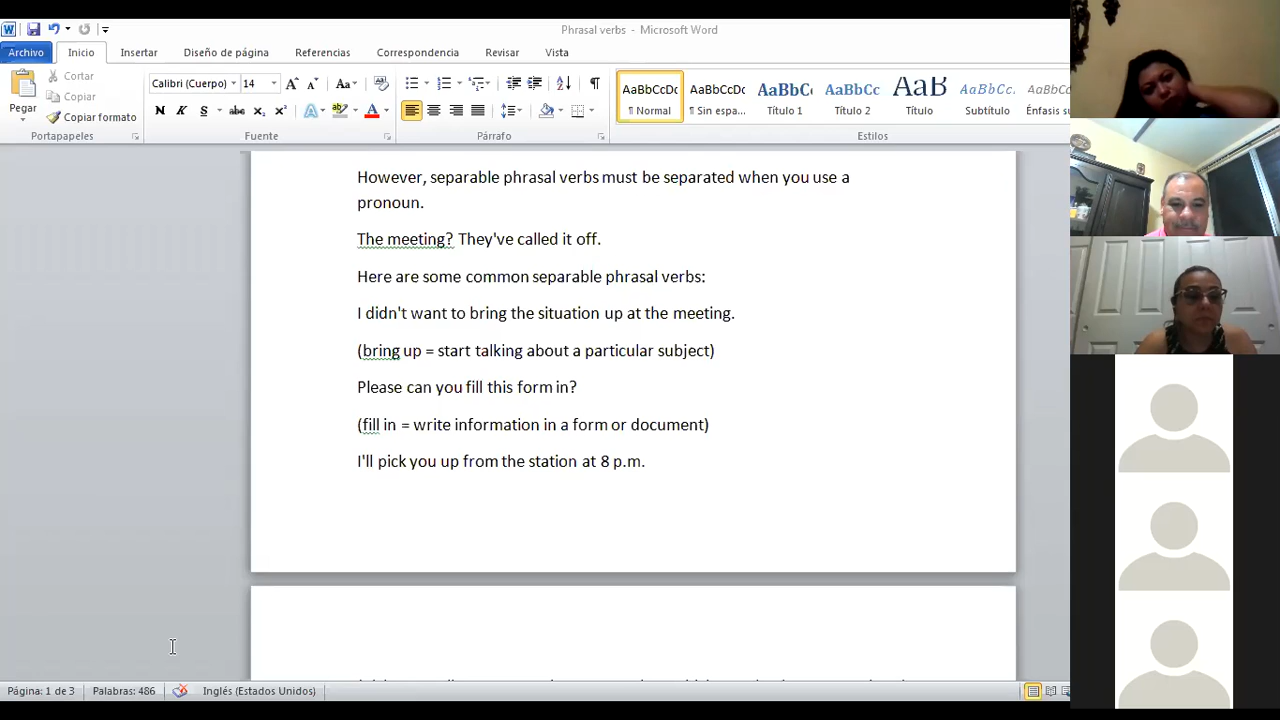 Phrasal verbs - Microsoft Word
Archivo Inicio Insertar Diseño de página Referencias Correspondencia Revisar Vista
Pegar
Cortar
Copiar
Copiar formato
Portapapeles
Calibri (Cuerpo) 14
Fuente
Párrafo
AaBbCcDc AaBbCcDc AaBbC AaBbCc AaB AaBbCc. AaBbCc
¶ Normal ¶ Sin espa... Título 1 Título 2 Título Subtítulo Énfasis su
Estilos
However, separable phrasal verbs must be separated when you use a
pronoun.
The meeting? They've called it off.
Here are some common separable phrasal verbs:
I didn't want to bring the situation up at the meeting.
(bring up = start talking about a particular subject)
Please can you fill this form in?
(fill in = write information in a form or document)
I'll pick you up from the station at 8 p.m.
Página: 1 de 3 Palabras: 486 Inglés (Estados Unidos)